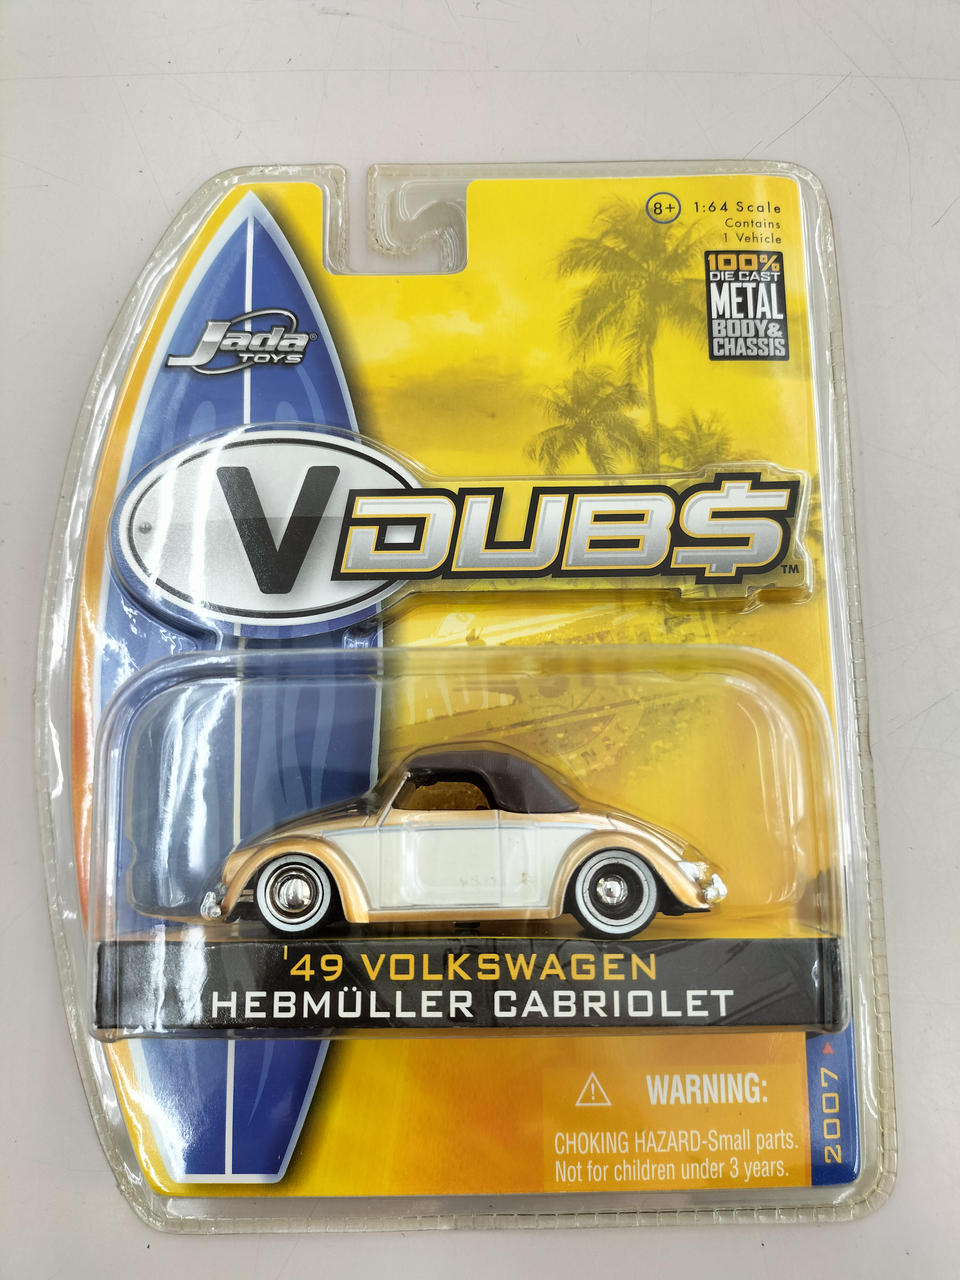 8+
1:64 Scale
Contains
1 Vehicle
100%
DIE CAST
METAL
BODY&
CHASSIS
Jada®
TOYS
V DUB$™
'49 VOLKSWAGEN
HEBMÜLLER CABRIOLET
WARNING:
CHOKING HAZARD-Small parts.
Not for children under 3 years.
2007